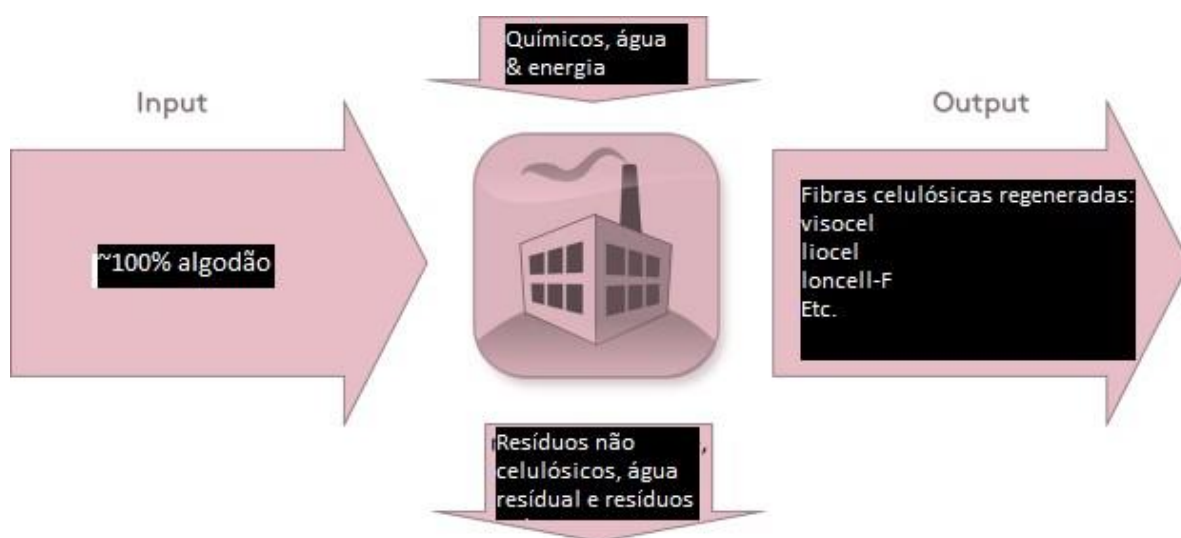 Químicos, água
& energia
Input
Output
~100% algodão
Fibras celulósicas regeneradas:
visocel
liocel
loncell-F
Etc.
Resíduos não
celulósicos, água
resídual e resíduos